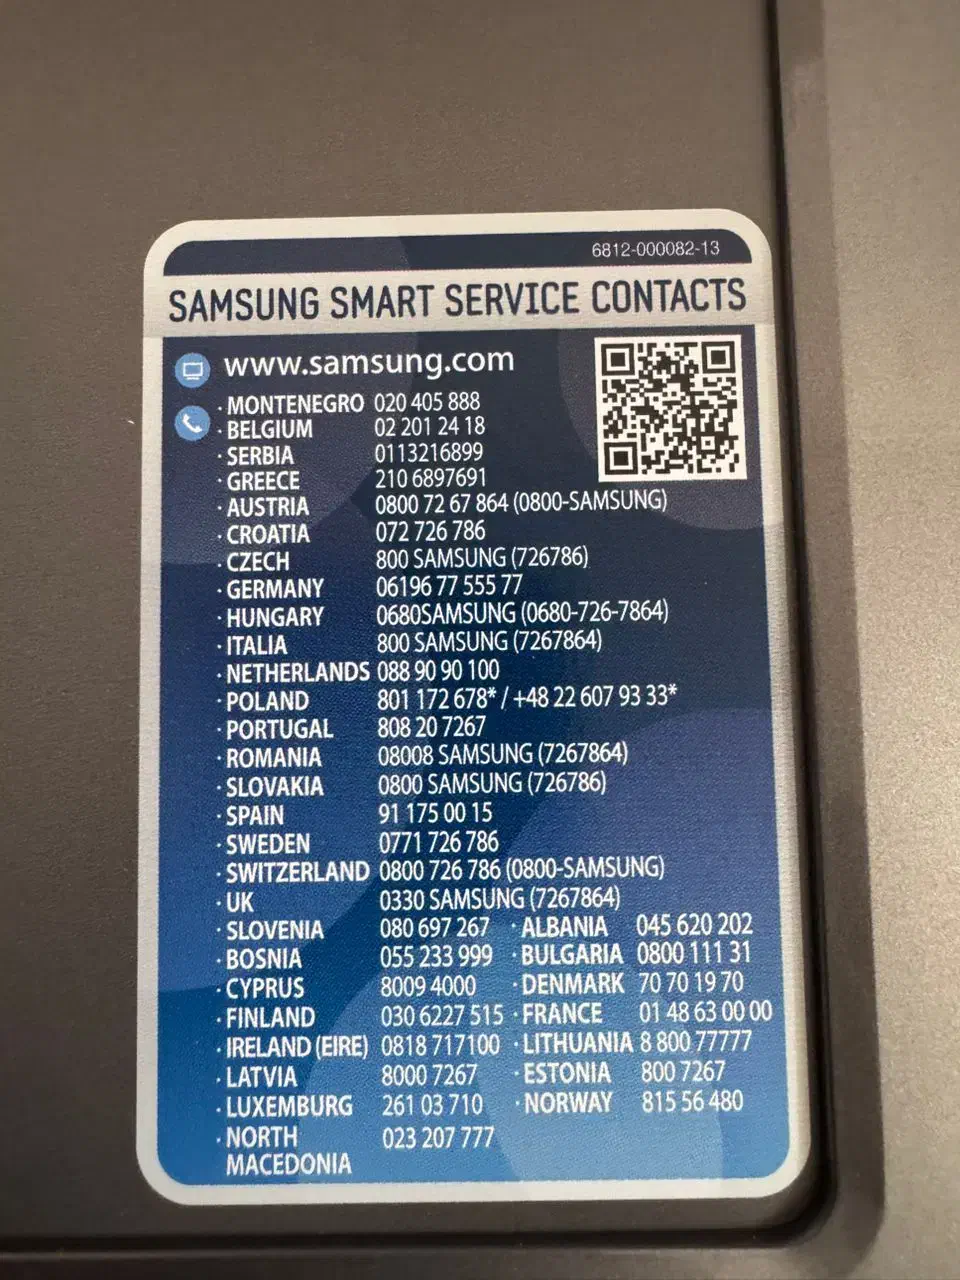 6812-000082-13
SAMSUNG SMART SERVICE CONTACTS
www.samsung.com
· MONTENEGRO 020 405 888
· BELGIUM 02 201 24 18
· SERBIA 0113216899
· GREECE 210 6897691
· AUSTRIA 0800 72 67 864 (0800-SAMSUNG)
· CROATIA 072 726 786
· CZECH 800 SAMSUNG (726786)
· GERMANY 06196 77 555 77
· HUNGARY 0680SAMSUNG (0680-726-7864)
· ITALIA 800 SAMSUNG (7267864)
· NETHERLANDS 088 90 90 100
· POLAND 801 172 678* / +48 22 607 93 33*
· PORTUGAL 808 20 7267
· ROMANIA 08008 SAMSUNG (7267864)
· SLOVAKIA 0800 SAMSUNG (726786)
· SPAIN 91 175 00 15
· SWEDEN 0771 726 786
· SWITZERLAND 0800 726 786 (0800-SAMSUNG)
· UK 0330 SAMSUNG (7267864)
· SLOVENIA 080 697 267 · ALBANIA 045 620 202
· BOSNIA 055 233 999 · BULGARIA 0800 111 31
· CYPRUS 8009 4000 · DENMARK 70 70 19 70
· FINLAND 030 6227 515 · FRANCE 01 48 63 00 00
· IRELAND (EIRE) 0818 717100 · LITHUANIA 8 800 77777
· LATVIA 8000 7267 · ESTONIA 800 7267
· LUXEMBURG 261 03 710 · NORWAY 815 56 480
· NORTH 023 207 777
MACEDONIA